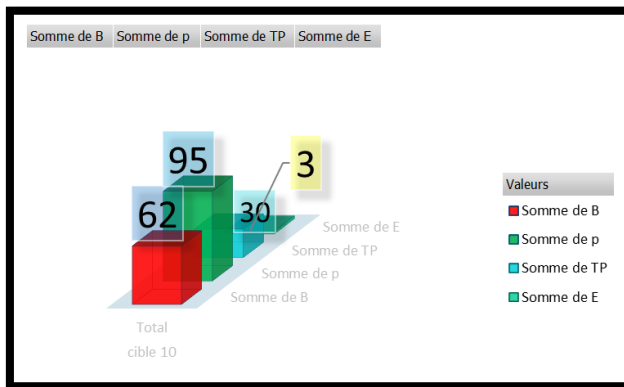 Somme de B Somme de p Somme de TP Somme de E
95
3
62
30
Somme de E
Somme de TP
Somme de p
Somme de B
Total
cible 10
Valeurs
Somme de B
Somme de p
Somme de TP
Somme de E